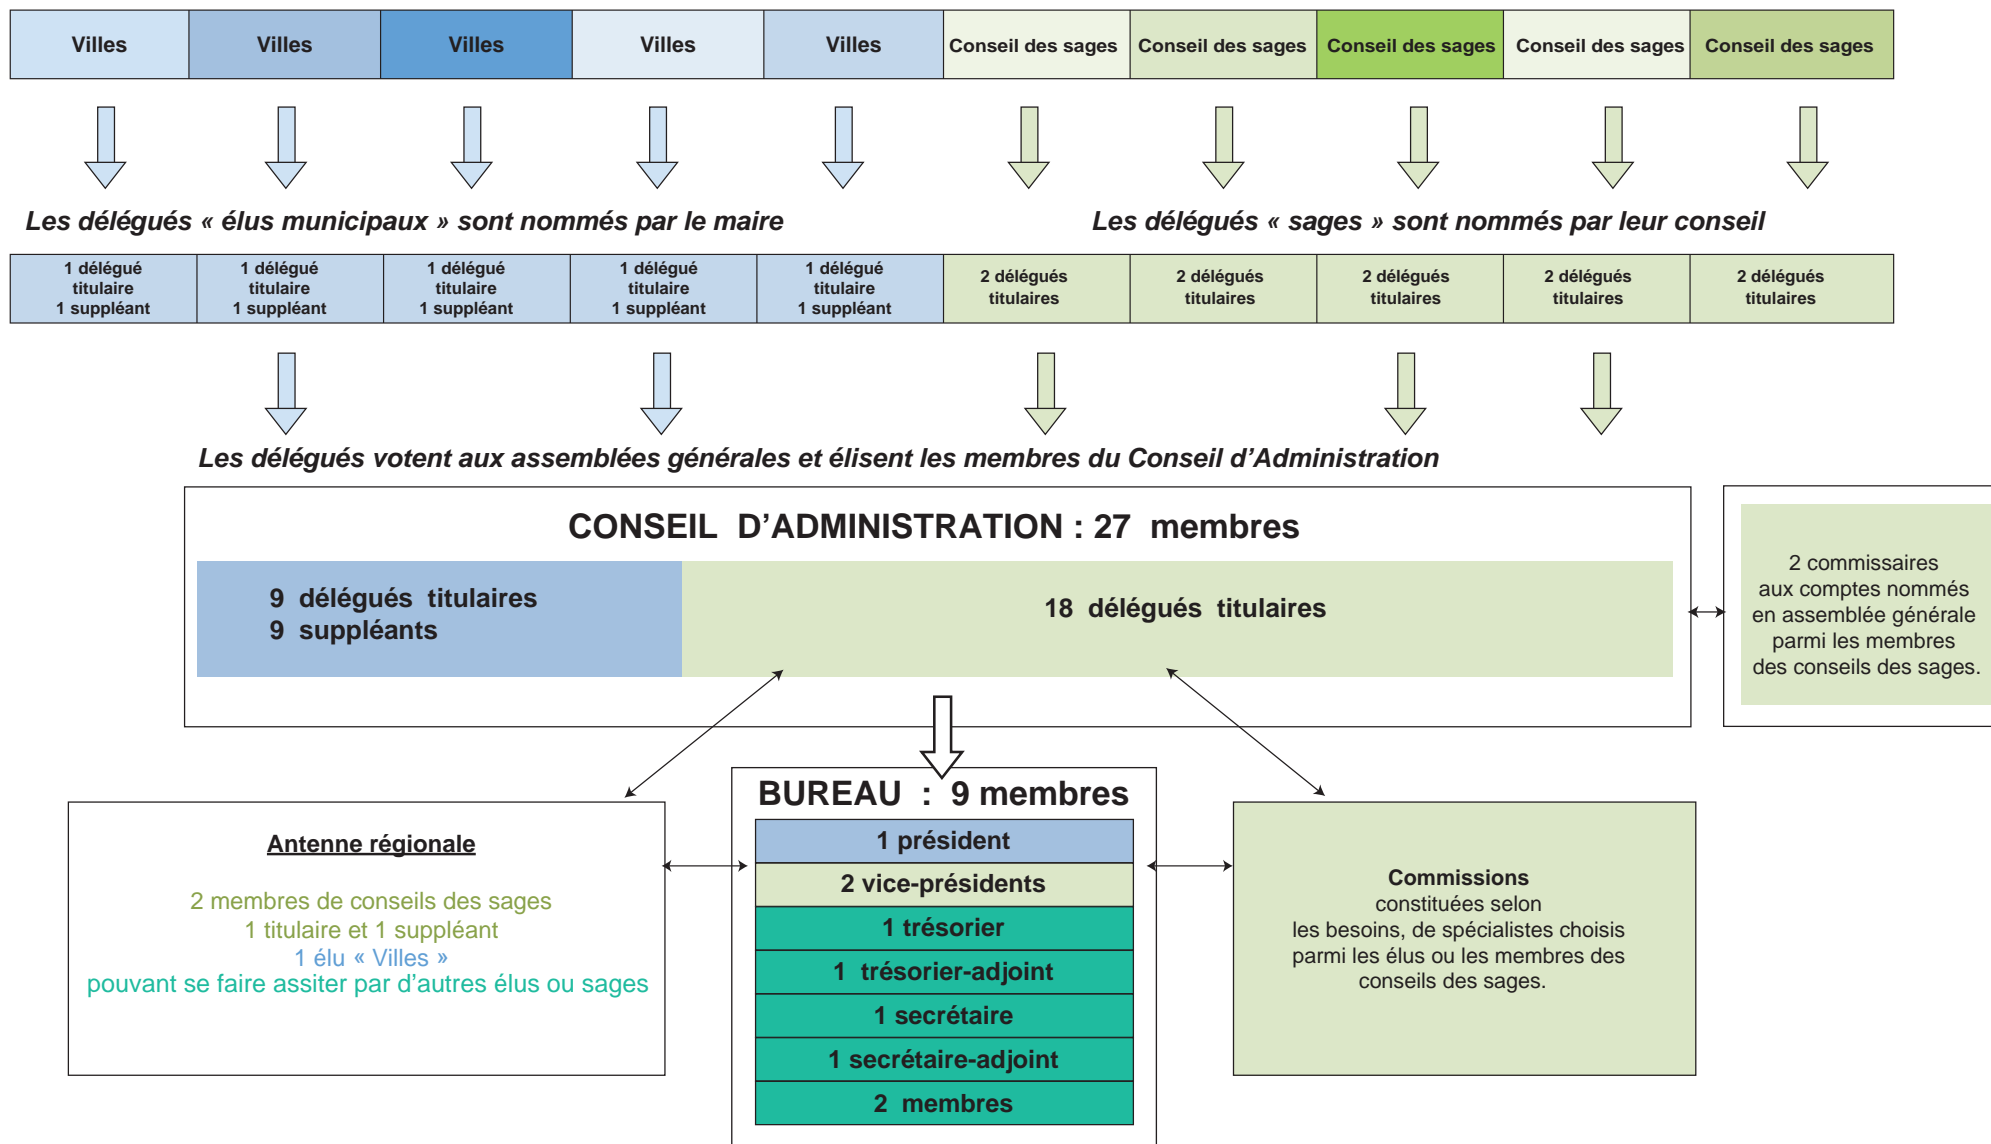 Villes
Villes
Villes
Villes
Villes
Conseil des sages
Conseil des sages
Conseil des sages
Conseil des sages
Conseil des sages
Les délégués « élus municipaux » sont nommés par le maire
Les délégués « sages » sont nommés par leur conseil
1 délégué
titulaire
1 suppléant
1 délégué
titulaire
1 suppléant
1 délégué
titulaire
1 suppléant
1 délégué
titulaire
1 suppléant
1 délégué
titulaire
1 suppléant
2 délégués
titulaires
2 délégués
titulaires
2 délégués
titulaires
2 délégués
titulaires
2 délégués
titulaires
Les délégués votent aux assemblées générales et élisent les membres du Conseil d’Administration
CONSEIL D’ADMINISTRATION : 27 membres
9 délégués titulaires
9 suppléants
18 délégués titulaires
2 commissaires
aux comptes nommés
en assemblée générale
parmi les membres
des conseils des sages.
Antenne régionale
2 membres de conseils des sages
1 titulaire et 1 suppléant
1 élu « Villes »
pouvant se faire assiter par d’autres élus ou sages
BUREAU : 9 membres
1 président
2 vice-présidents
1 trésorier
1 trésorier-adjoint
1 secrétaire
1 secrétaire-adjoint
2 membres
Commissions
constituées selon
les besoins, de spécialistes choisis
parmi les élus ou les membres des
conseils des sages.